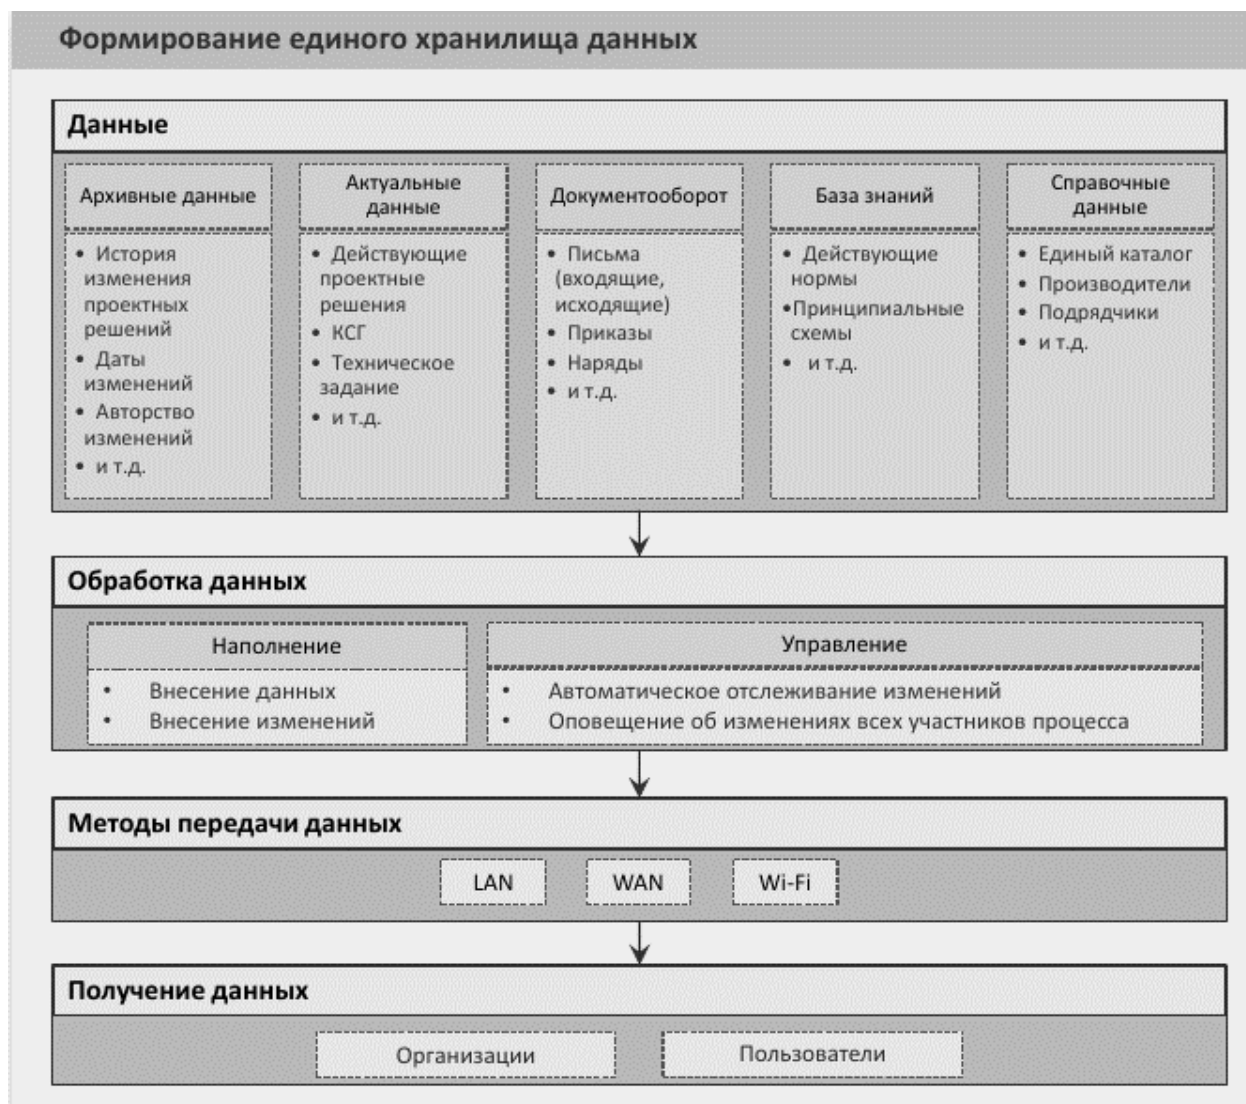 Формирование единого хранилища данных
Данные
Архивные данные
• История
изменения
проектных
решений
• Даты
изменений
• Авторство
изменений
• и т.д.
Актуальные
данные
• Действующие
проектные
решения
• КСГ
• Техническое
задание
• и т.д.
Документооборот
• Письма
(входящие,
исходящие)
• Приказы
• Наряды
• и т.д.
База знаний
• Действующие
нормы
•Принципиальные
схемы
• и т.д.
Справочные
данные
• Единый каталог
• Производители
• Подрядчики
• и т.д.
Обработка данных
Наполнение
• Внесение данных
• Внесение изменений
Управление
• Автоматическое отслеживание изменений
• Оповещение об изменениях всех участников процесса
Методы передачи данных
LAN
WAN
Wi-Fi
Получение данных
Организации
Пользователи